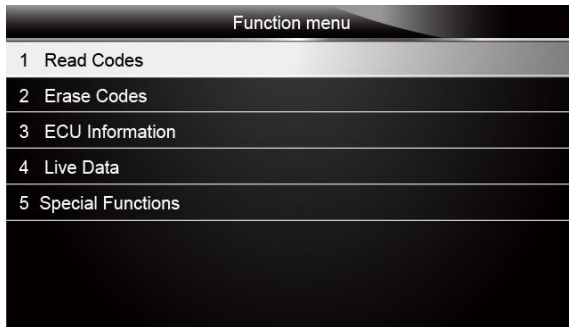 Function menu
1 Read Codes
2 Erase Codes
3 ECU Information
4 Live Data
5 Special Functions